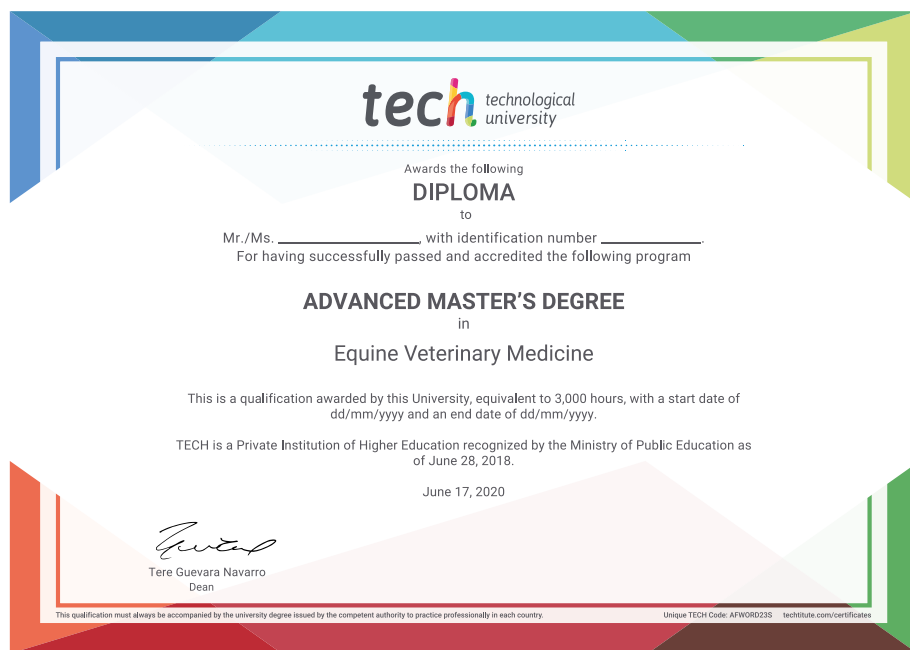 tech technological
university
Awards the following
DIPLOMA
to
Mr./Ms. ____________________, with identification number ______________.
For having successfully passed and accredited the following program
ADVANCED MASTER'S DEGREE
in
Equine Veterinary Medicine
This is a qualification awarded by this University, equivalent to 3,000 hours, with a start date of
dd/mm/yyyy and an end date of dd/mm/yyyy.
TECH is a Private Institution of Higher Education recognized by the Ministry of Public Education as
of June 28, 2018.
June 17, 2020
Tere Guevara Navarro
Dean
This qualification must always be accompanied by the university degree issued by the competent authority to practice professionally in each country.
Unique TECH Code: AFWORD23S techtitute.com/certificates